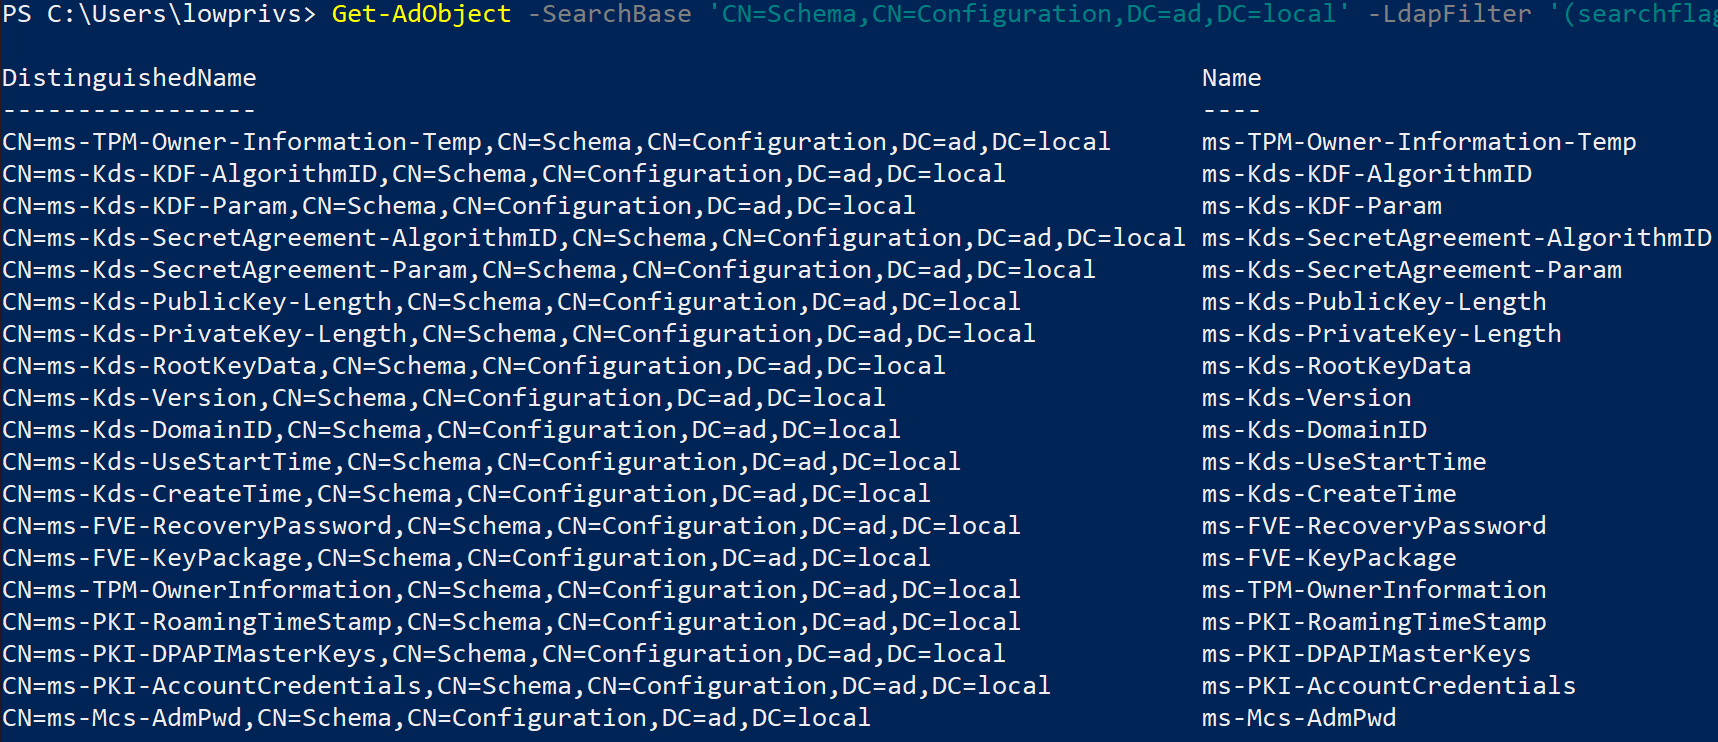 PS C:\Users\lowprivs> Get-AdObject -SearchBase 'CN=Schema,CN=Configuration,DC=ad,DC=local' -LdapFilter '(searchflag
DistinguishedName Name
----------------- ----
CN=ms-TPM-Owner-Information-Temp,CN=Schema,CN=Configuration,DC=ad,DC=local ms-TPM-Owner-Information-Temp
CN=ms-Kds-KDF-AlgorithmID,CN=Schema,CN=Configuration,DC=ad,DC=local ms-Kds-KDF-AlgorithmID
CN=ms-Kds-KDF-Param,CN=Schema,CN=Configuration,DC=ad,DC=local ms-Kds-KDF-Param
CN=ms-Kds-SecretAgreement-AlgorithmID,CN=Schema,CN=Configuration,DC=ad,DC=local ms-Kds-SecretAgreement-AlgorithmID
CN=ms-Kds-SecretAgreement-Param,CN=Schema,CN=Configuration,DC=ad,DC=local ms-Kds-SecretAgreement-Param
CN=ms-Kds-PublicKey-Length,CN=Schema,CN=Configuration,DC=ad,DC=local ms-Kds-PublicKey-Length
CN=ms-Kds-PrivateKey-Length,CN=Schema,CN=Configuration,DC=ad,DC=local ms-Kds-PrivateKey-Length
CN=ms-Kds-RootKeyData,CN=Schema,CN=Configuration,DC=ad,DC=local ms-Kds-RootKeyData
CN=ms-Kds-Version,CN=Schema,CN=Configuration,DC=ad,DC=local ms-Kds-Version
CN=ms-Kds-DomainID,CN=Schema,CN=Configuration,DC=ad,DC=local ms-Kds-DomainID
CN=ms-Kds-UseStartTime,CN=Schema,CN=Configuration,DC=ad,DC=local ms-Kds-UseStartTime
CN=ms-Kds-CreateTime,CN=Schema,CN=Configuration,DC=ad,DC=local ms-Kds-CreateTime
CN=ms-FVE-RecoveryPassword,CN=Schema,CN=Configuration,DC=ad,DC=local ms-FVE-RecoveryPassword
CN=ms-FVE-KeyPackage,CN=Schema,CN=Configuration,DC=ad,DC=local ms-FVE-KeyPackage
CN=ms-TPM-OwnerInformation,CN=Schema,CN=Configuration,DC=ad,DC=local ms-TPM-OwnerInformation
CN=ms-PKI-RoamingTimeStamp,CN=Schema,CN=Configuration,DC=ad,DC=local ms-PKI-RoamingTimeStamp
CN=ms-PKI-DPAPIMasterKeys,CN=Schema,CN=Configuration,DC=ad,DC=local ms-PKI-DPAPIMasterKeys
CN=ms-PKI-AccountCredentials,CN=Schema,CN=Configuration,DC=ad,DC=local ms-PKI-AccountCredentials
CN=ms-Mcs-AdmPwd,CN=Schema,CN=Configuration,DC=ad,DC=local ms-Mcs-AdmPwd